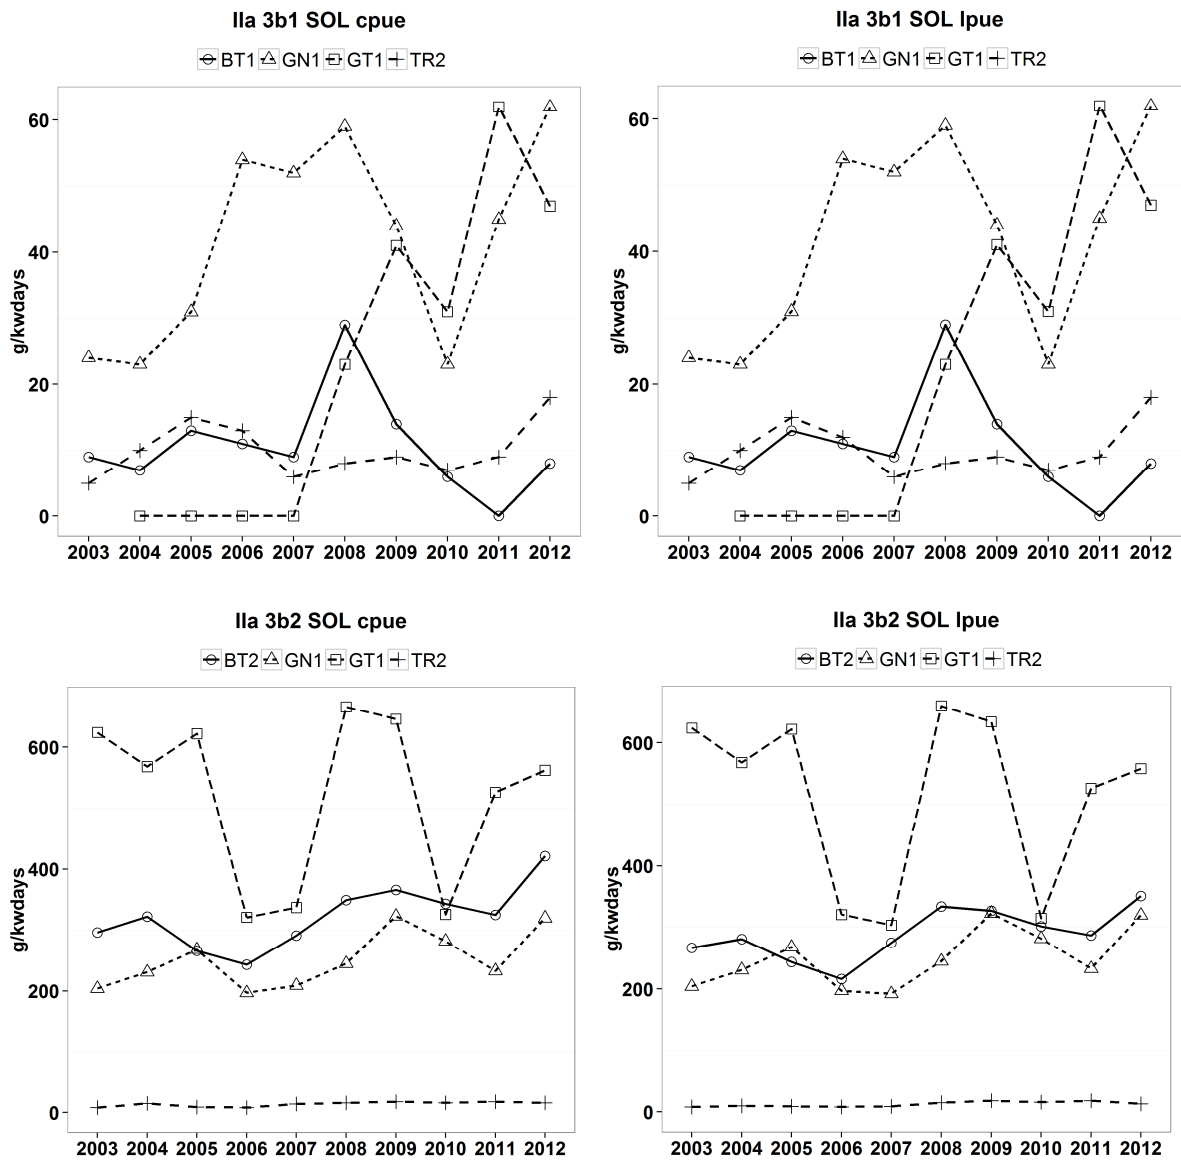 IIa 3b1 SOL cpue
BT1 GN1 GT1 TR2
g/kwdays
60
40
20
0
2003 2004 2005 2006 2007 2008 2009 2010 2011 2012
IIa 3b1 SOL lpue
BT1 GN1 GT1 TR2
g/kwdays
60
40
20
0
2003 2004 2005 2006 2007 2008 2009 2010 2011 2012
IIa 3b2 SOL cpue
BT2 GN1 GT1 TR2
g/kwdays
600
400
200
0
2003 2004 2005 2006 2007 2008 2009 2010 2011 2012
IIa 3b2 SOL lpue
BT2 GN1 GT1 TR2
g/kwdays
600
400
200
0
2003 2004 2005 2006 2007 2008 2009 2010 2011 2012